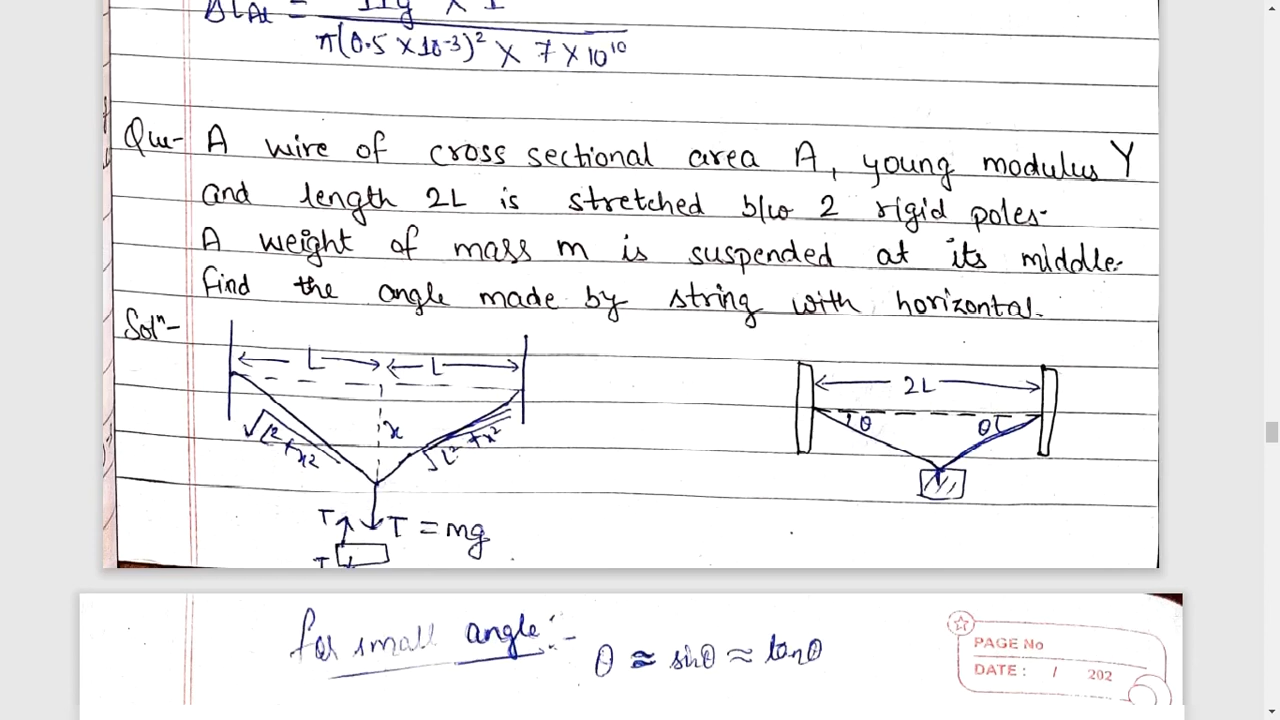 π(0.5 × 10⁻³)² × 7 × 10¹⁰
Que- A wire of cross sectional area A, young modulus Y
and length 2L is stretched b/w 2 rigid poles.
A weight of mass m is suspended at its middle.
Find the angle made by string with horizontal.
Solⁿ-
L L
x
√L² + x² √L² + x²
T T = mg
T
2L
θ θ
for small angle :-
θ ≈ sinθ ≈ tanθ
PAGE No
DATE : / 202